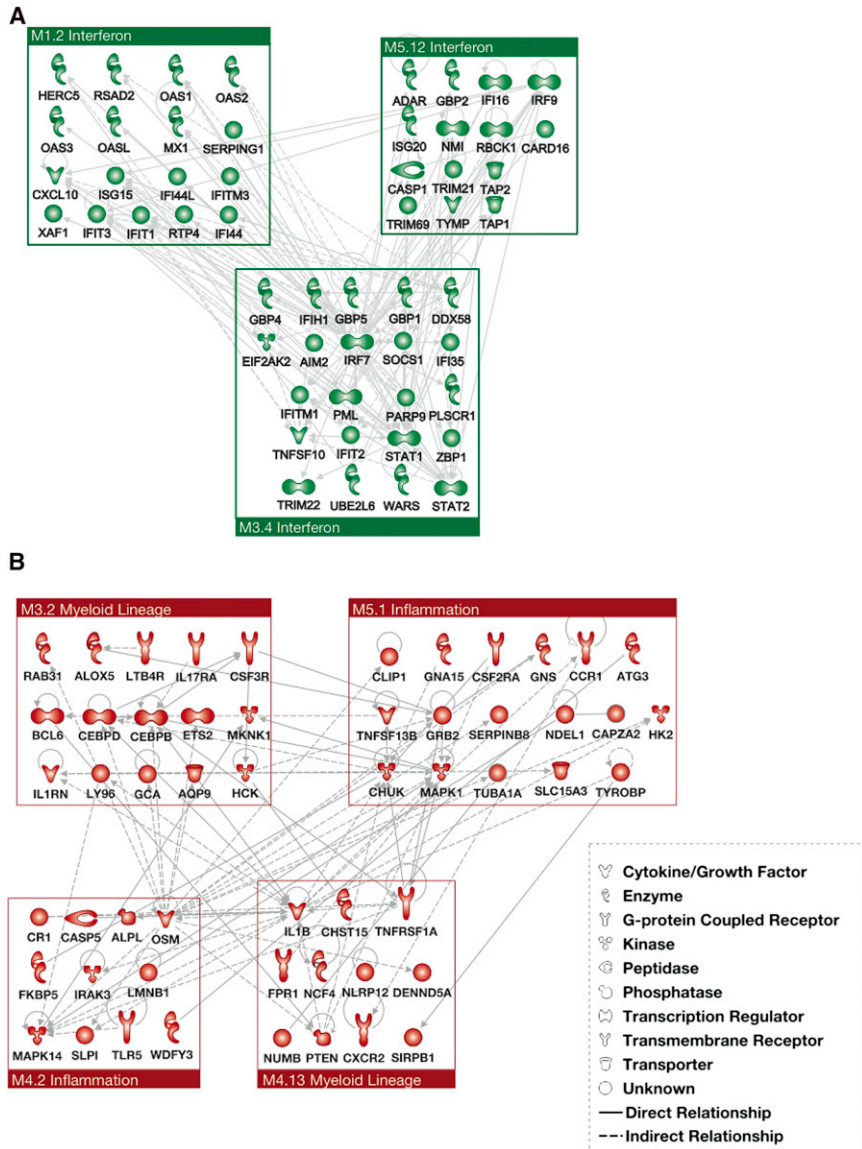 A
M1.2 Interferon
HERC5 RSAD2 OAS1 OAS2
OAS3 OASL MX1 SERPING1
CXCL10 ISG15 IFI44L IFITM3
XAF1 IFIT3 IFIT1 RTP4 IFI44
M5.12 Interferon
ADAR GBP2 IFI16 IRF9
ISG20 NMI RBCK1 CARD16
CASP1 TRIM21 TAP2
TRIM69 TYMP TAP1
GBP4 IFIH1 GBP5 GBP1 DDX58
EIF2AK2 AIM2 IRF7 SOCS1 IFI35
IFITM1 PML PARP9 PLSCR1
TNFSF10 IFIT2 STAT1 ZBP1
TRIM22 UBE2L6 WARS STAT2
M3.4 Interferon
B
M3.2 Myeloid Lineage
RAB31 ALOX5 LTB4R IL17RA CSF3R
BCL6 CEBPD CEBPB ETS2 MKNK1
IL1RN LY96 GCA AQP9 HCK
M5.1 Inflammation
CLIP1 GNA15 CSF2RA GNS CCR1 ATG3
TNFSF13B GRB2 SERPINB8 NDEL1 CAPZA2 HK2
CHUK MAPK1 TUBA1A SLC15A3 TYROBP
CR1 CASP5 ALPL OSM
FKBP5 IRAK3 LMNB1
MAPK14 SLPI TLR5 WDFY3
M4.2 Inflammation
IL1B CHST15 TNFRSF1A
FPR1 NCF4 NLRP12 DENND5A
NUMB PTEN CXCR2 SIRPB1
M4.13 Myeloid Lineage
Cytokine/Growth Factor
Enzyme
G-protein Coupled Receptor
Kinase
Peptidase
Phosphatase
Transcription Regulator
Transmembrane Receptor
Transporter
Unknown
Direct Relationship
Indirect Relationship